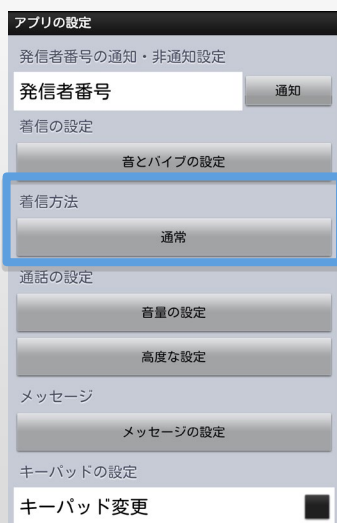 アプリの設定
発信者番号の通知・非通知設定
発信者番号 通知
着信の設定
音とバイブの設定
着信方法
通常
通話の設定
音量の設定
高度な設定
メッセージ
メッセージの設定
キーパッドの設定
キーパッド変更